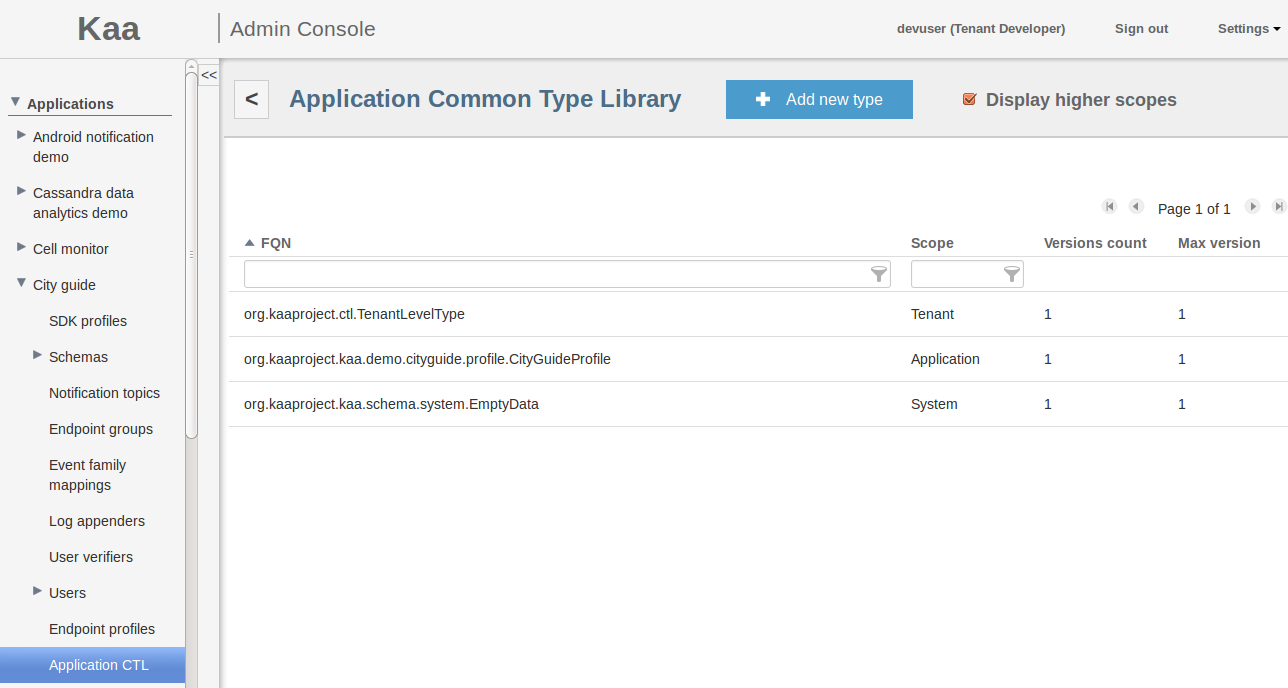 Kaa
Admin Console
devuser (Tenant Developer)
Sign out
Settings
<<
Applications
Android notification
demo
Cassandra data
analytics demo
Cell monitor
City guide
SDK profiles
Schemas
Notification topics
Endpoint groups
Event family
mappings
Log appenders
User verifiers
Users
Endpoint profiles
Application CTL
<
Application Common Type Library
Add new type
Display higher scopes
Page 1 of 1
FQN Scope Versions count Max version
org.kaaproject.ctl.TenantLevelType Tenant 1 1
org.kaaproject.kaa.demo.cityguide.profile.CityGuideProfile Application 1 1
org.kaaproject.kaa.schema.system.EmptyData System 1 1